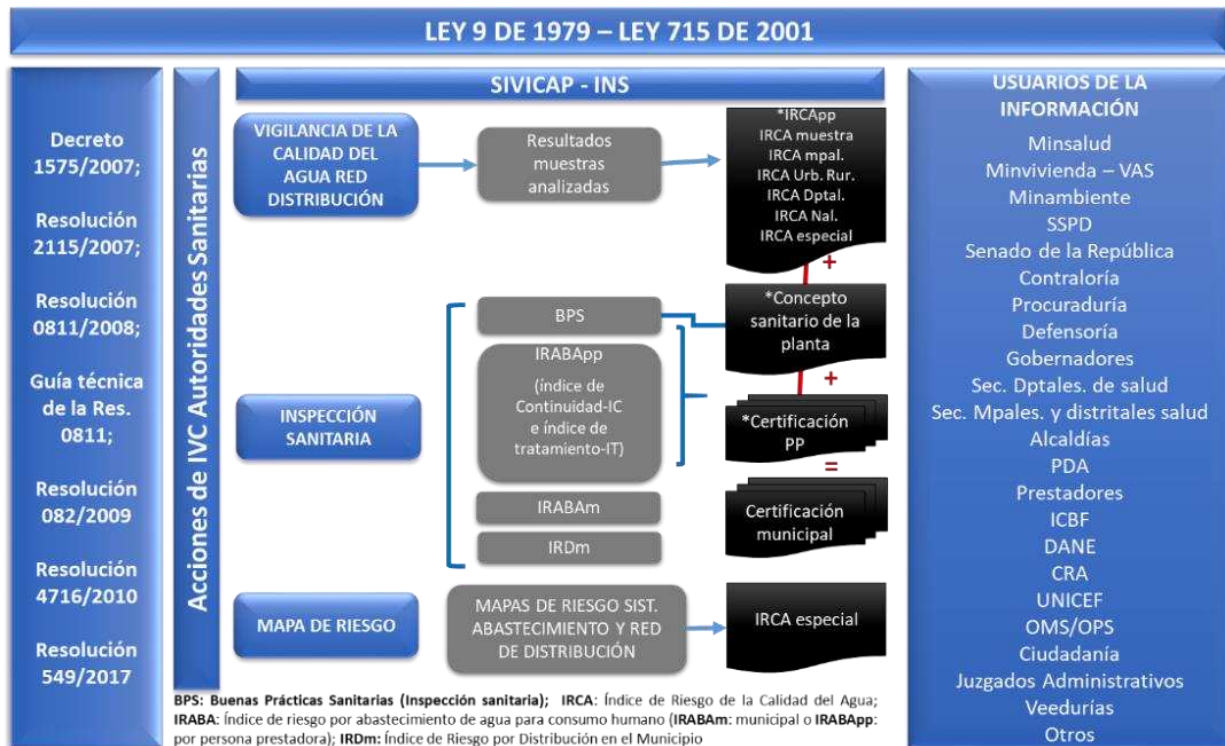 LEY 9 DE 1979 – LEY 715 DE 2001
Decreto
1575/2007;
Resolución
2115/2007;
Resolución
0811/2008;
Guía técnica
de la Res.
0811;
Resolución
082/2009
Resolución
4716/2010
Resolución
549/2017
Acciones de IVC Autoridades Sanitarias
SIVICAP - INS
VIGILANCIA DE LA
CALIDAD DEL
AGUA RED
DISTRIBUCIÓN
Resultados
muestras
analizadas
*IRCApp
IRCA muestra
IRCA mpal.
IRCA Urb. Rur.
IRCA Dptal.
IRCA Nal.
IRCA especial
+
INSPECCIÓN
SANITARIA
BPS
IRABApp
(índice de
Continuidad-IC
e índice de
tratamiento-IT)
IRABAm
IRDm
*Concepto
sanitario de la
planta
+
*Certificación
PP
=
Certificación
municipal
MAPA DE RIESGO
MAPAS DE RIESGO SIST.
ABASTECIMIENTO Y RED
DE DISTRIBUCIÓN
IRCA especial
BPS: Buenas Prácticas Sanitarias (Inspección sanitaria); IRCA: Índice de Riesgo de la Calidad del Agua;
IRABA: Índice de riesgo por abastecimiento de agua para consumo humano (IRABAm: municipal o IRABApp:
por persona prestadora); IRDm: Índice de Riesgo por Distribución en el Municipio
USUARIOS DE LA
INFORMACIÓN
Minsalud
Minvivienda – VAS
Minambiente
SSPD
Senado de la República
Contraloría
Procuraduría
Defensoría
Gobernadores
Sec. Dptales. de salud
Sec. Mpales. y distritales salud
Alcaldías
PDA
Prestadores
ICBF
DANE
CRA
UNICEF
OMS/OPS
Ciudadanía
Juzgados Administrativos
Veedurías
Otros